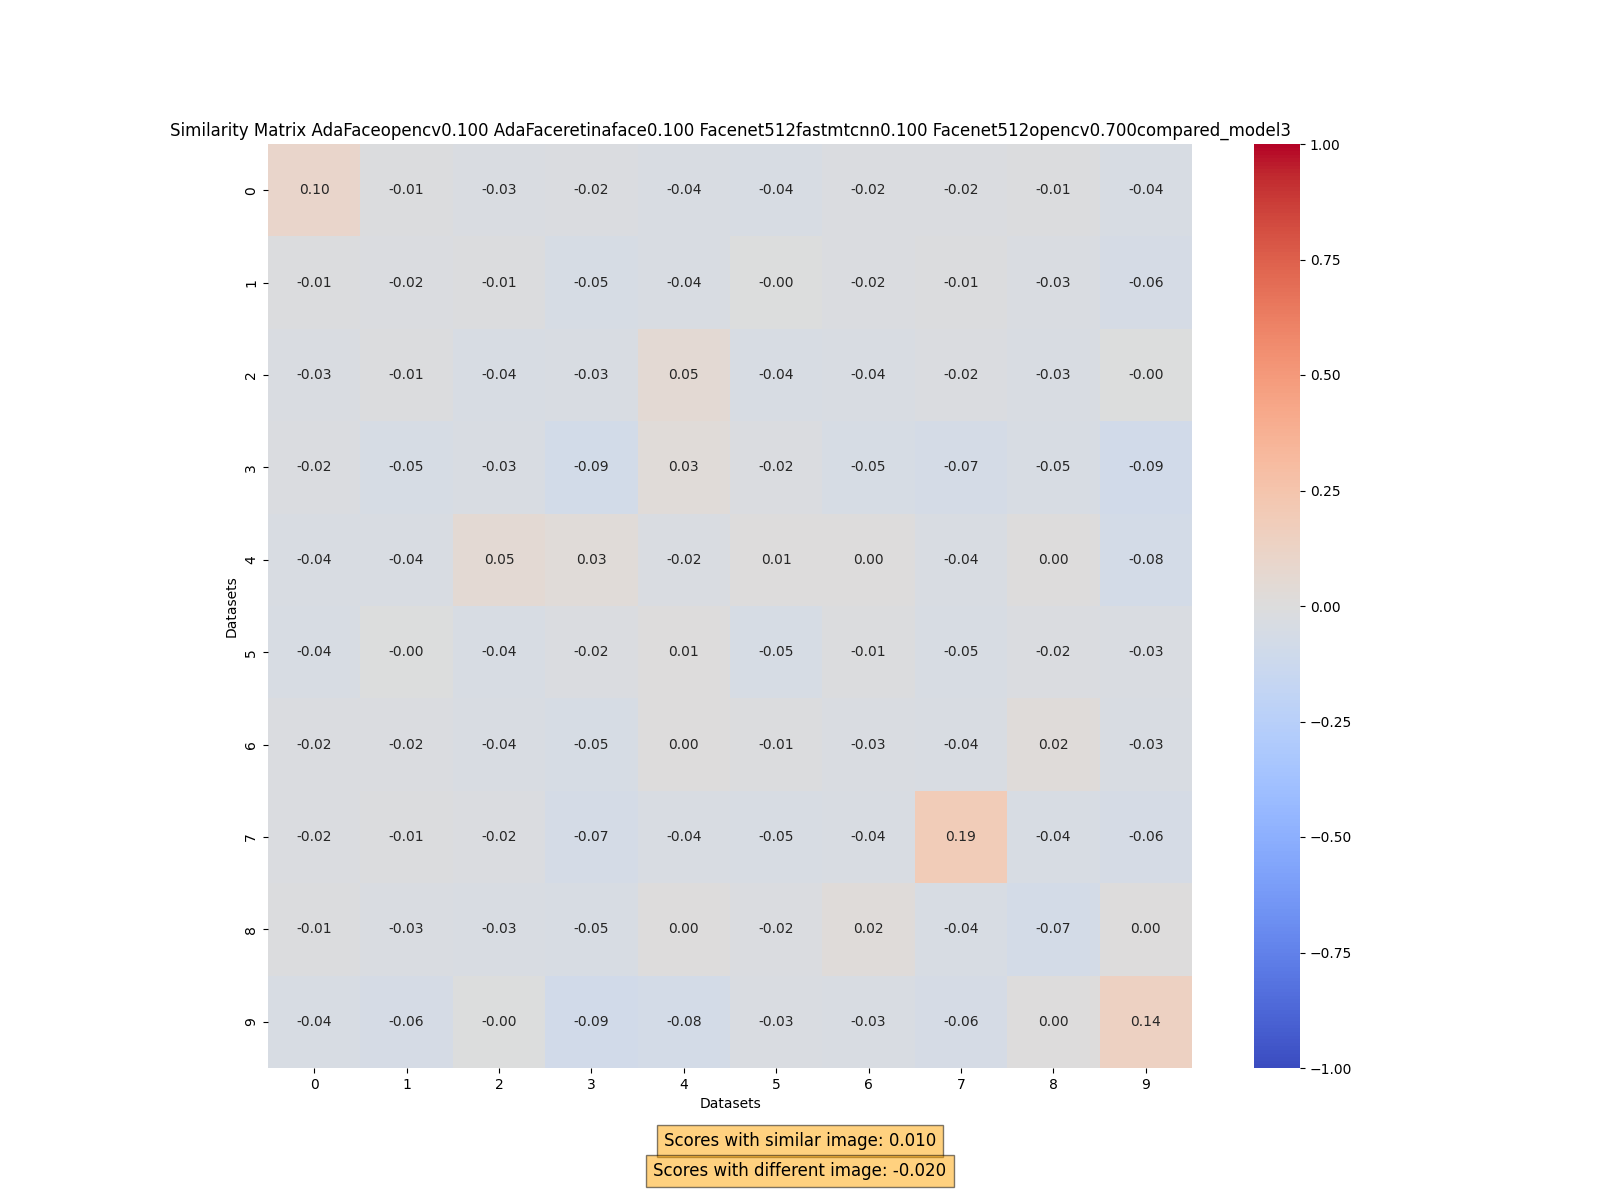 Similarity Matrix AdaFaceopencv0.100 AdaFaceretinaface0.100 Facenet512fastmtcnn0.100 Facenet512opencv0.700compared_model3
0 0.10 -0.01 -0.03 -0.02 -0.04 -0.04 -0.02 -0.02 -0.01 -0.04
1 -0.01 -0.02 -0.01 -0.05 -0.04 -0.00 -0.02 -0.01 -0.03 -0.06
2 -0.03 -0.01 -0.04 -0.03 0.05 -0.04 -0.04 -0.02 -0.03 -0.00
3 -0.02 -0.05 -0.03 -0.09 0.03 -0.02 -0.05 -0.07 -0.05 -0.09
4 -0.04 -0.04 0.05 0.03 -0.02 0.01 0.00 -0.04 0.00 -0.08
Datasets
5 -0.04 -0.00 -0.04 -0.02 0.01 -0.05 -0.01 -0.05 -0.02 -0.03
6 -0.02 -0.02 -0.04 -0.05 0.00 -0.01 -0.03 -0.04 0.02 -0.03
7 -0.02 -0.01 -0.02 -0.07 -0.04 -0.05 -0.04 0.19 -0.04 -0.06
8 -0.01 -0.03 -0.03 -0.05 0.00 -0.02 0.02 -0.04 -0.07 0.00
9 -0.04 -0.06 -0.00 -0.09 -0.08 -0.03 -0.03 -0.06 0.00 0.14
0 1 2 3 4 5 6 7 8 9
Datasets
1.00
0.75
0.50
0.25
0.00
−0.25
−0.50
−0.75
−1.00
Scores with similar image: 0.010
Scores with different image: -0.020